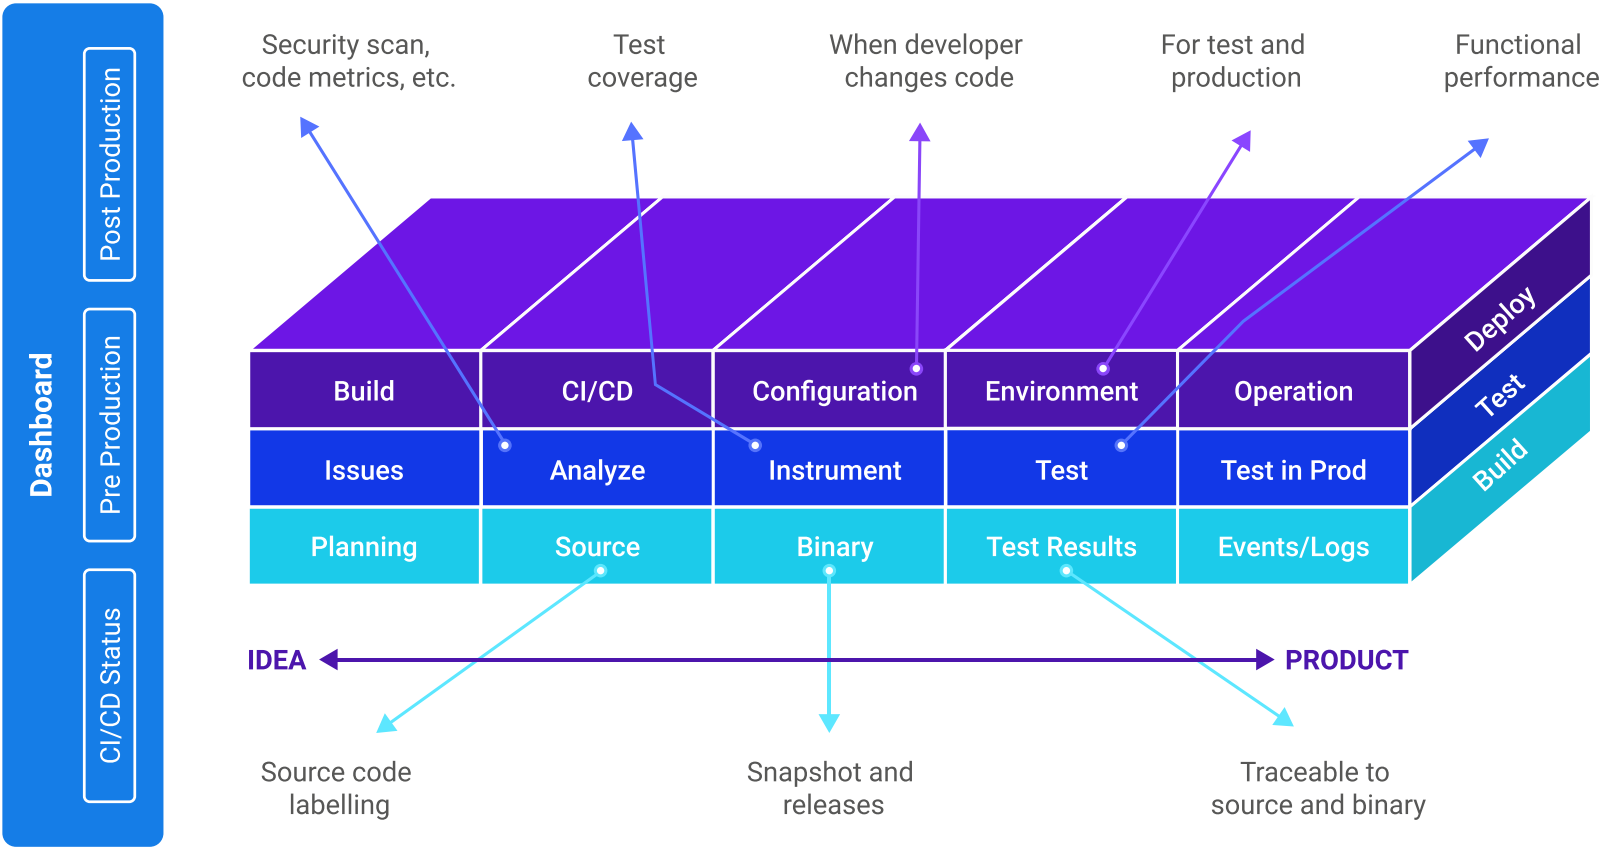 Dashboard
Post Production
Pre Production
CI/CD Status
Security scan,
code metrics, etc.
Test
coverage
When developer
changes code
For test and
production
Functional
performance
Build
CI/CD
Configuration
Environment
Operation
Deploy
Issues
Analyze
Instrument
Test
Test in Prod
Test
Planning
Source
Binary
Test Results
Events/Logs
Build
IDEA
PRODUCT
Source code
labelling
Snapshot and
releases
Traceable to
source and binary